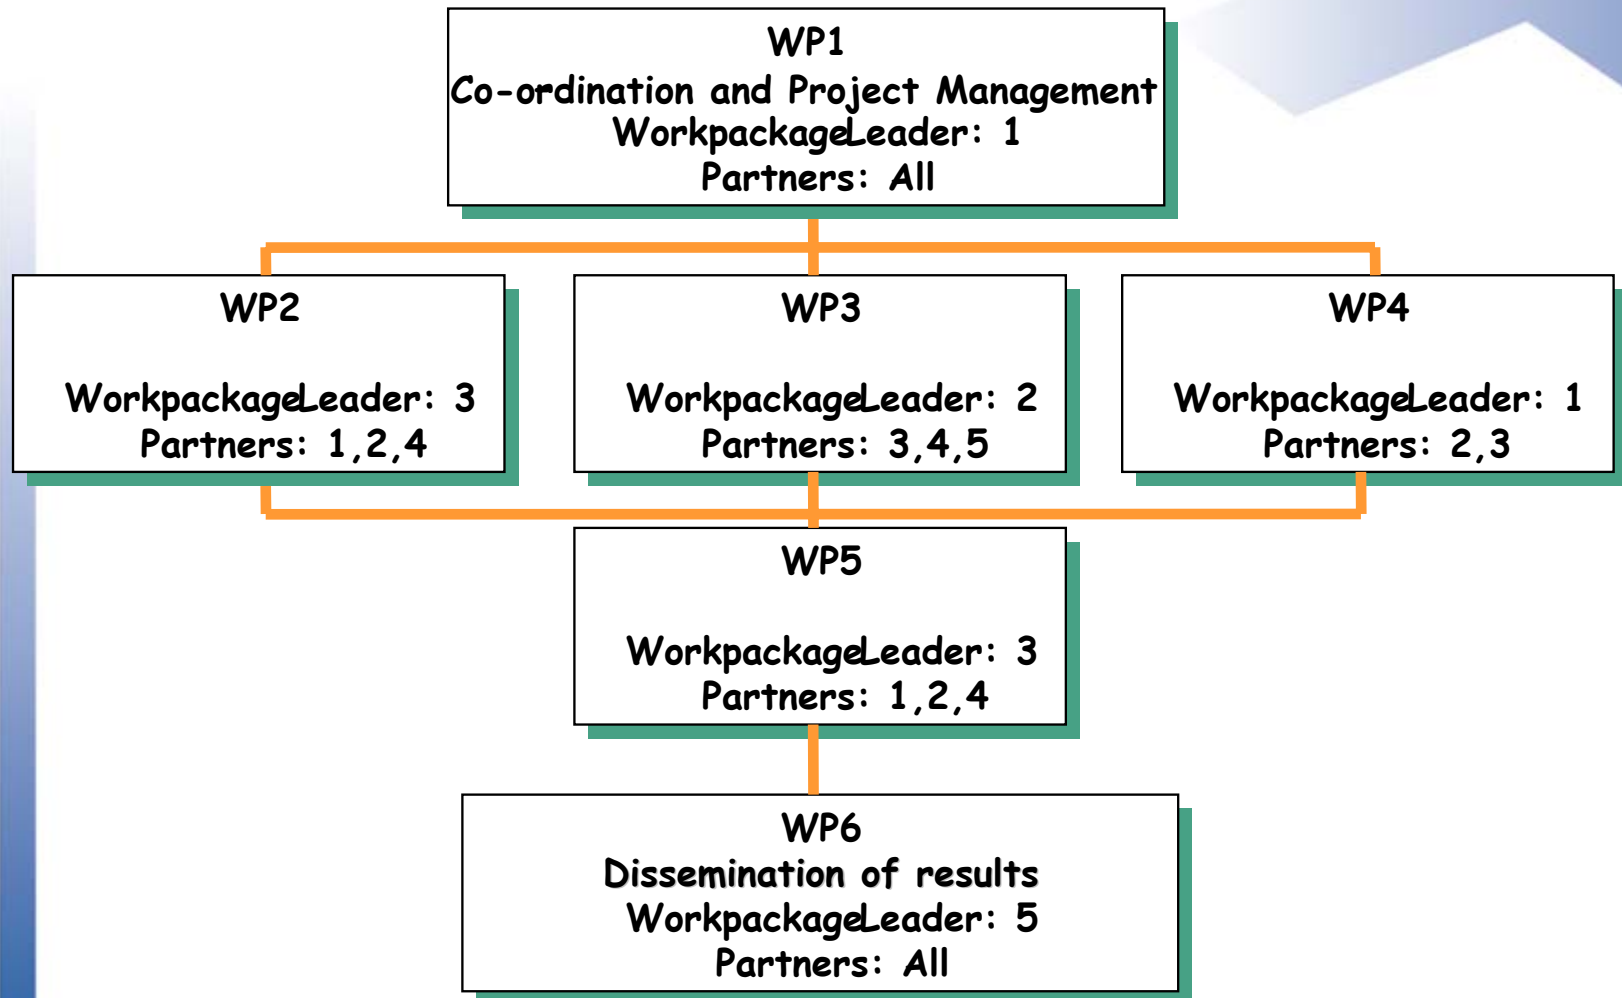 WP1
Co-ordination and Project Management
WorkpackageLeader: 1
Partners: All
WP2
WorkpackageLeader: 3
Partners: 1,2,4
WP3
WorkpackageLeader: 2
Partners: 3,4,5
WP4
WorkpackageLeader: 1
Partners: 2,3
WP5
WorkpackageLeader: 3
Partners: 1,2,4
WP6
Dissemination of results
WorkpackageLeader: 5
Partners: All